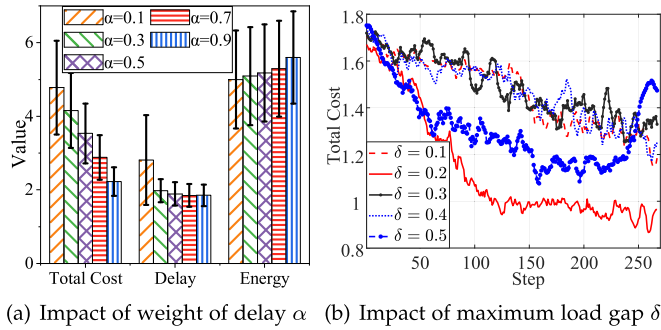 (a)
α=0.1 α=0.7
α=0.3 α=0.9
α=0.5
Value
6
4
2
0
Total Cost Delay Energy
1.8
1.6
1.4
1.2
1
0.8
Total Cost
δ = 0.1
δ = 0.2
δ = 0.3
δ = 0.4
δ = 0.5
50 100 150 200 250
Step
(a) Impact of weight of delay α (b) Impact of maximum load gap δ